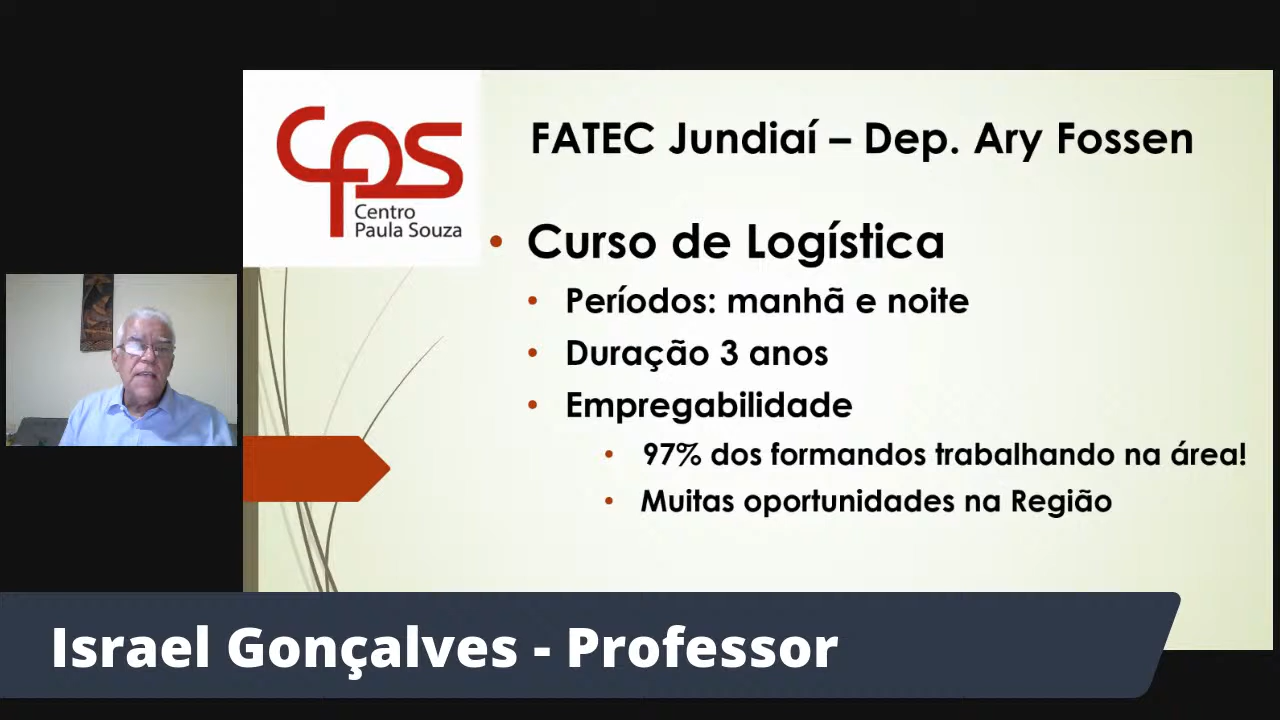 cps
Centro
Paula Souza
FATEC Jundiaí – Dep. Ary Fossen
• Curso de Logística
• Períodos: manhã e noite
• Duração 3 anos
• Empregabilidade
• 97% dos formandos trabalhando na área!
• Muitas oportunidades na Região
Israel Gonçalves - Professor